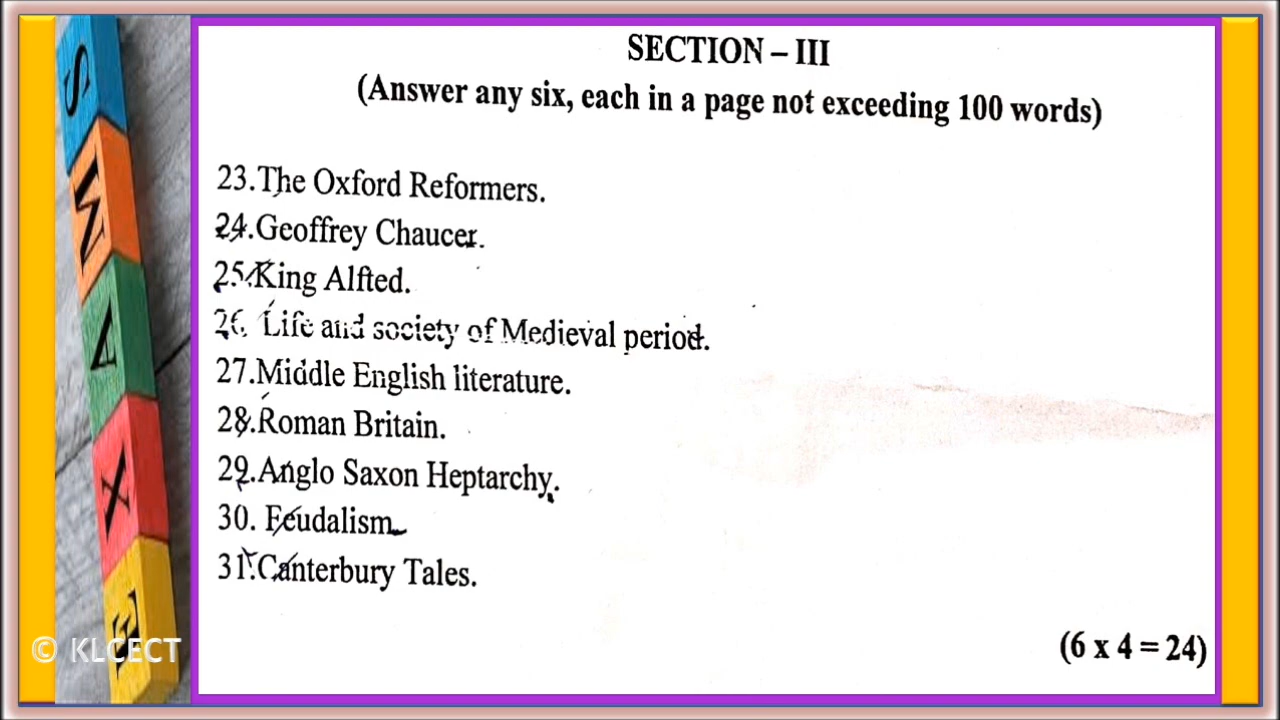 SECTION – III
(Answer any six, each in a page not exceeding 100 words)
23.The Oxford Reformers.
24.Geoffrey Chaucer.
25.King Alfted.
26. Life and society of Medieval period.
27.Middle English literature.
28.Roman Britain.
29.Anglo Saxon Heptarchy.
30. Feudalism
31.Canterbury Tales.
(6 x 4 = 24)
S
W
A
X
E
© KLCECT